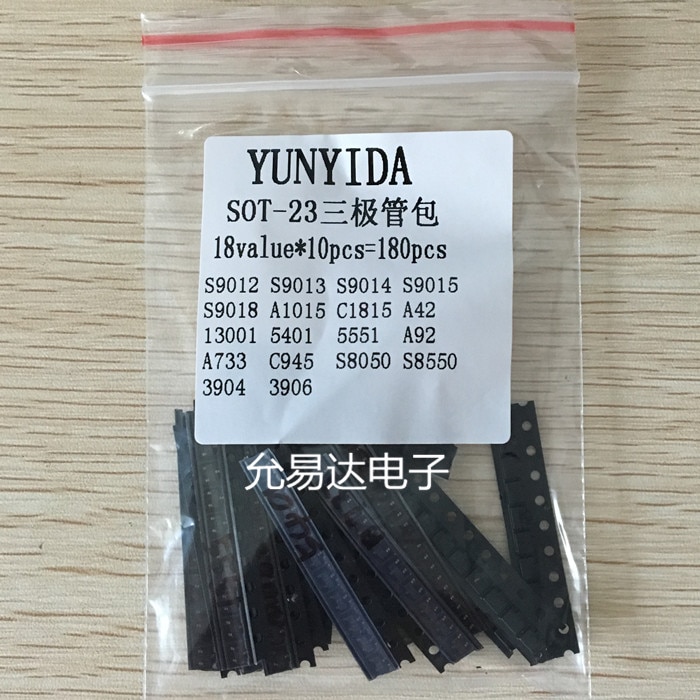 YUNYIDA
SOT-23三极管包
18value*10pcs=180pcs
S9012 S9013 S9014 S9015
S9018 A1015 C1815 A42
13001 5401 5551 A92
A733 C945 S8050 S8550
3904 3906
允易达电子